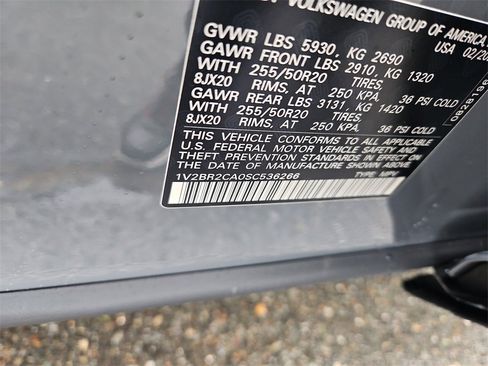 BY VOLKSWAGEN GROUP OF AMERICA
USA 02/20
GVWR LBS 5930, KG 2690
GAWR FRONT LBS 2910, KG 1320
WITH 255/50R20 TIRES,
8JX20 RIMS, AT 250 KPA, 36 PSI COLD
GAWR REAR LBS 3131, KG 1420
WITH 255/50R20 TIRES,
8JX20 RIMS, AT 250 KPA, 36 PSI COLD
THIS VEHICLE CONFORMS TO ALL APPLICABLE
U.S. FEDERAL MOTOR VEHICLE SAFETY AND
THEFT PREVENTION STANDARDS IN EFFECT ON
THE DATE OF MANUFACTURE SHOWN ABOVE.
1V2BR2CA0SC536266 TYPE: MPV